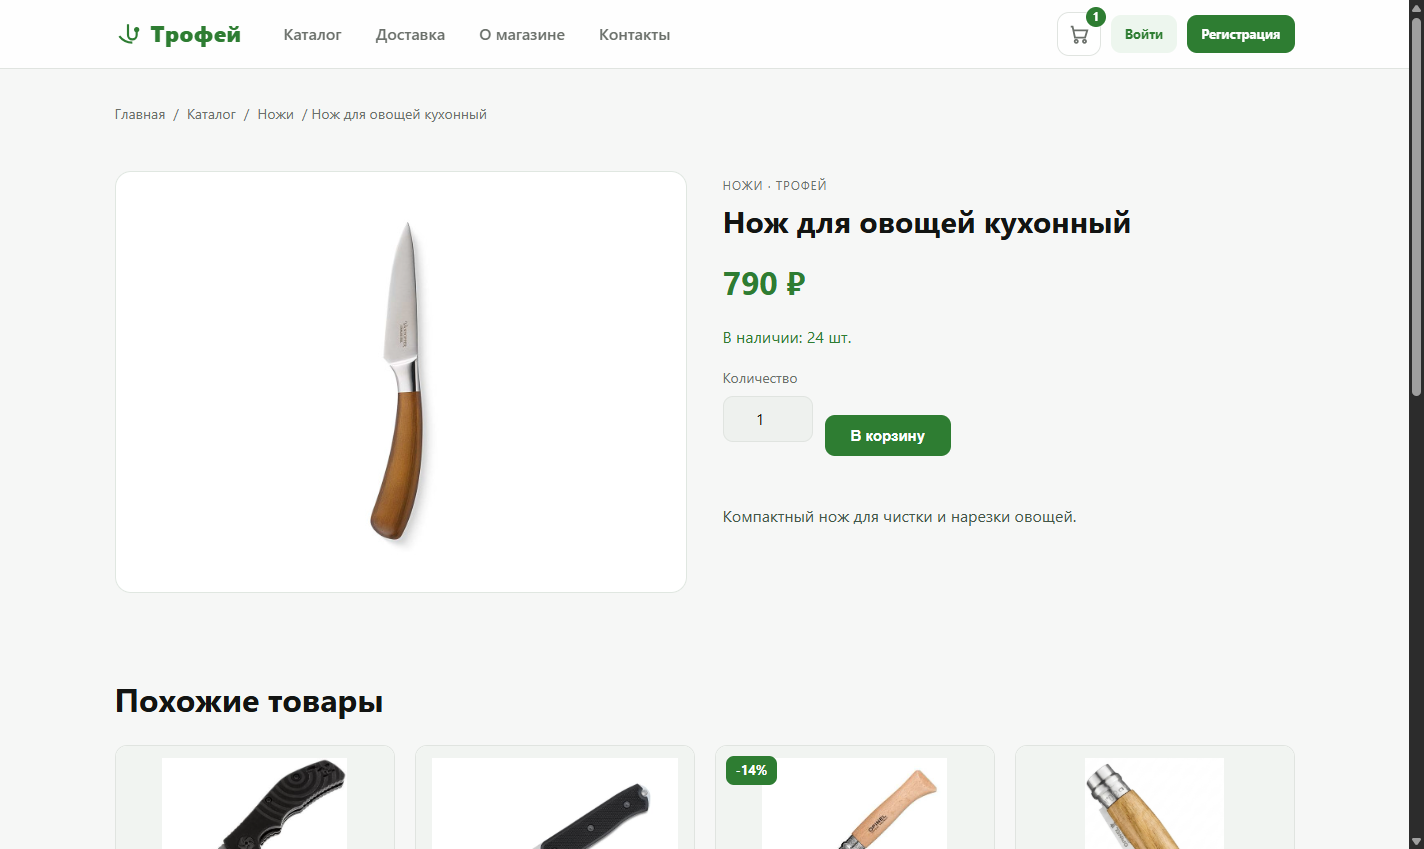 Трофей
Каталог
Доставка
О магазине
Контакты
1
Войти
Регистрация
Главная / Каталог / Ножи / Нож для овощей кухонный
НОЖИ · ТРОФЕЙ
Нож для овощей кухонный
790 ₽
В наличии: 24 шт.
Количество
1
В корзину
Компактный нож для чистки и нарезки овощей.
Похожие товары
-14%
OPINEL